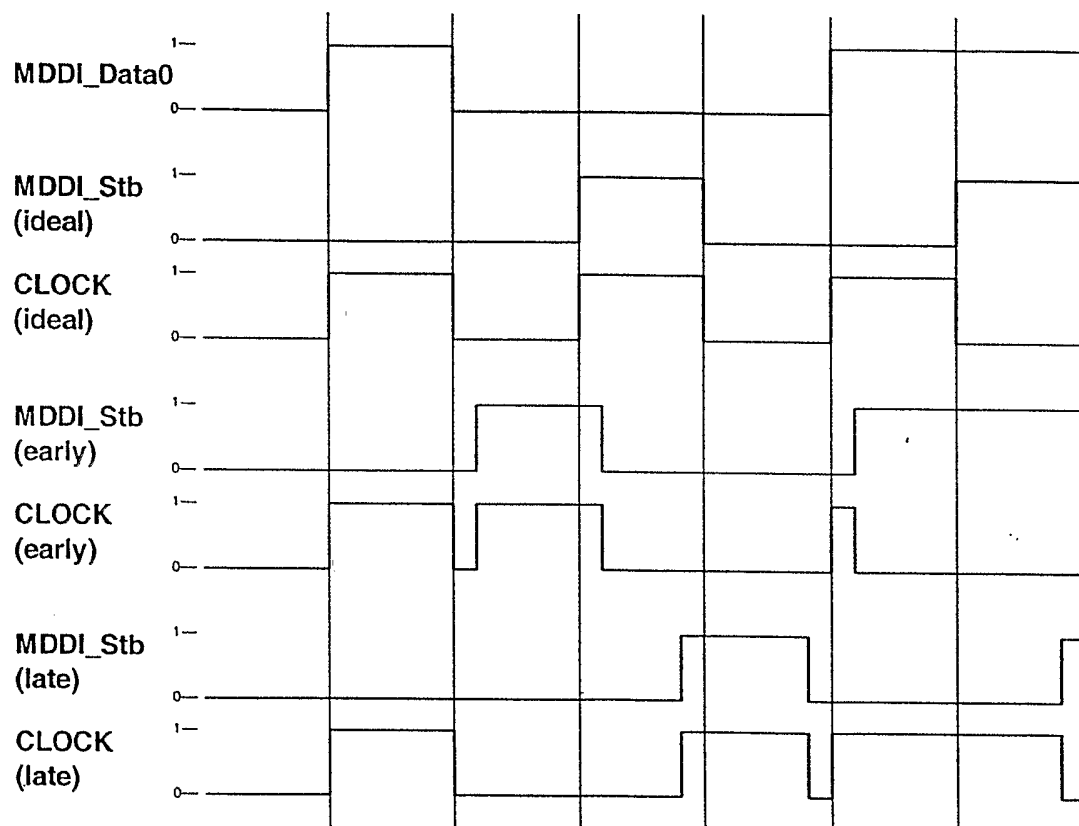 MDDI_Data0
1—
0—
MDDI_Stb
(ideal)
1—
0—
CLOCK
(ideal)
1—
0—
MDDI_Stb
(early)
1—
0—
CLOCK
(early)
1—
0—
MDDI_Stb
(late)
1—
0—
CLOCK
(late)
1—
0—